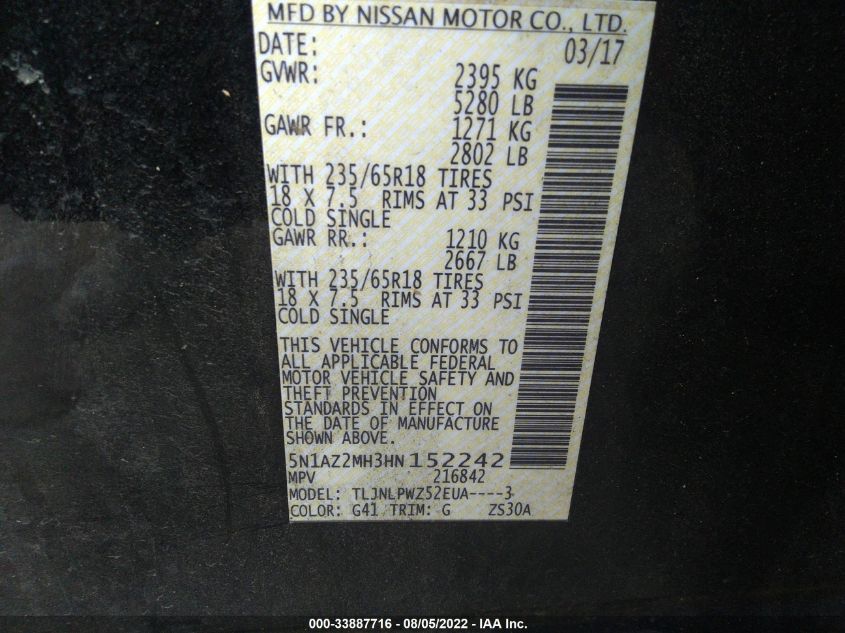 MFD BY NISSAN MOTOR CO., LTD.
DATE: 03/17
GVWR: 2395 KG
5280 LB
GAWR FR.: 1271 KG
2802 LB
WITH 235/65R18 TIRES
18 X 7.5 RIMS AT 33 PSI
COLD SINGLE
GAWR RR.: 1210 KG
2667 LB
WITH 235/65R18 TIRES
18 X 7.5 RIMS AT 33 PSI
COLD SINGLE
THIS VEHICLE CONFORMS TO
ALL APPLICABLE FEDERAL
MOTOR VEHICLE SAFETY AND
THEFT PREVENTION
STANDARDS IN EFFECT ON
THE DATE OF MANUFACTURE
SHOWN ABOVE.
5N1AZ2MH3HN 152242
MPV 216842
MODEL: TLJNLPWZ52EUA----3
COLOR: G41 TRIM: G ZS30A
000-33887716 - 08/05/2022 - IAA Inc.